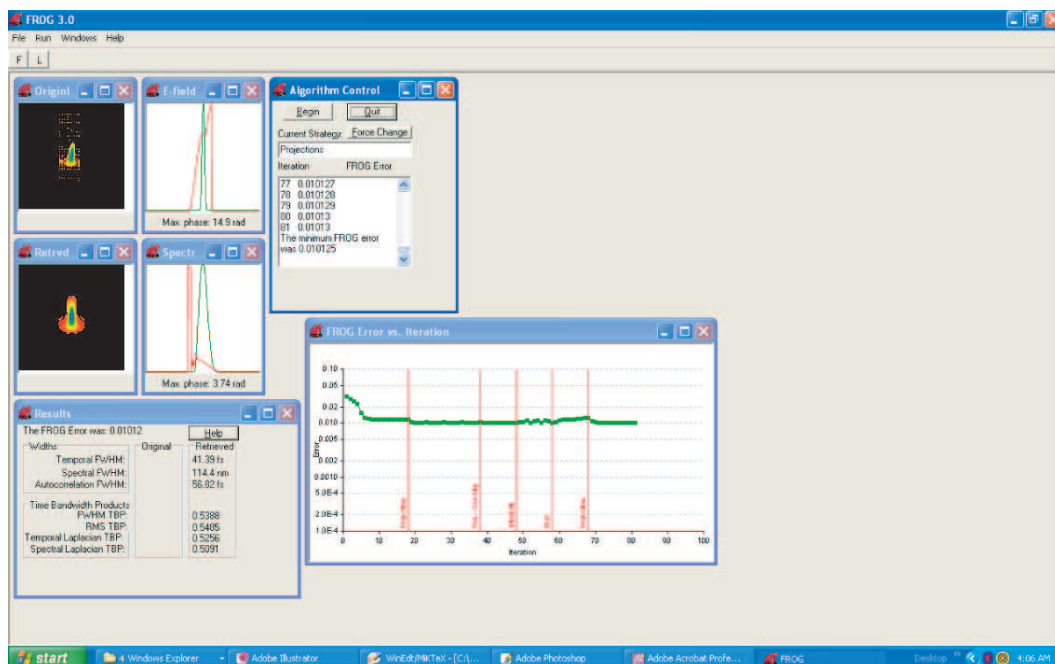 FROG 3.0
File Run Windows Help
F L
Originl
E-field
Max. phase: 14.9 rad
Algorithm Control
Begin Quit
Current Strategy: Force Change
Projections
Iteration FROG Error
77 0.010127
78 0.010128
79 0.010129
80 0.01013
81 0.01013
The minimum FROG error
was 0.010125
Retrvd
Spectr
Max. phase: 3.74 rad
FROG Error vs. Iteration
0.10
0.05
0.02
0.010
0.005
0.002
0.0010
5.0E-4
2.0E-4
1.0E-4
Error
0 10 20 30 40 50 60 70 80 90 100
Iteration
Results
The FROG Error was: 0.01012 Help
Widths Original Retrieved
Temporal FWHM: 41.39 fs
Spectral FWHM: 114.4 nm
Autocorrelation FWHM: 56.82 fs
Time Bandwidth Products
FWHM TBP: 0.5388
RMS TBP: 0.5485
Temporal Laplacian TBP: 0.5256
Spectral Laplacian TBP: 0.5091
start 4 Windows Explorer Adobe Illustrator WinEdt/MiKTeX - [C:\... Adobe Photoshop Adobe Acrobat Profe... FROG Desktop » 4:06 AM